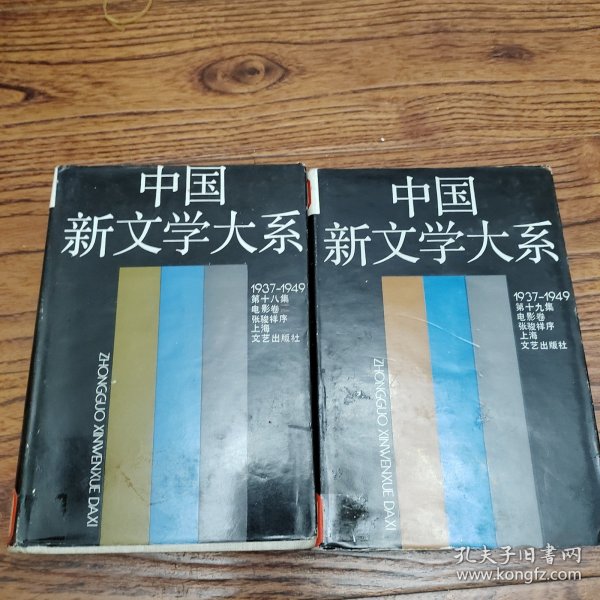 中国
新文学大系
1937-1949
第十八集
电影卷
张骏祥序
上海
文艺出版社
ZHONGGUO XINWENXUE DAXI
中国
新文学大系
1937-1949
第十九集
电影卷
张骏祥序
上海
文艺出版社
ZHONGGUO XINWENXUE DAXI
孔夫子旧书网
www.kongfz.com